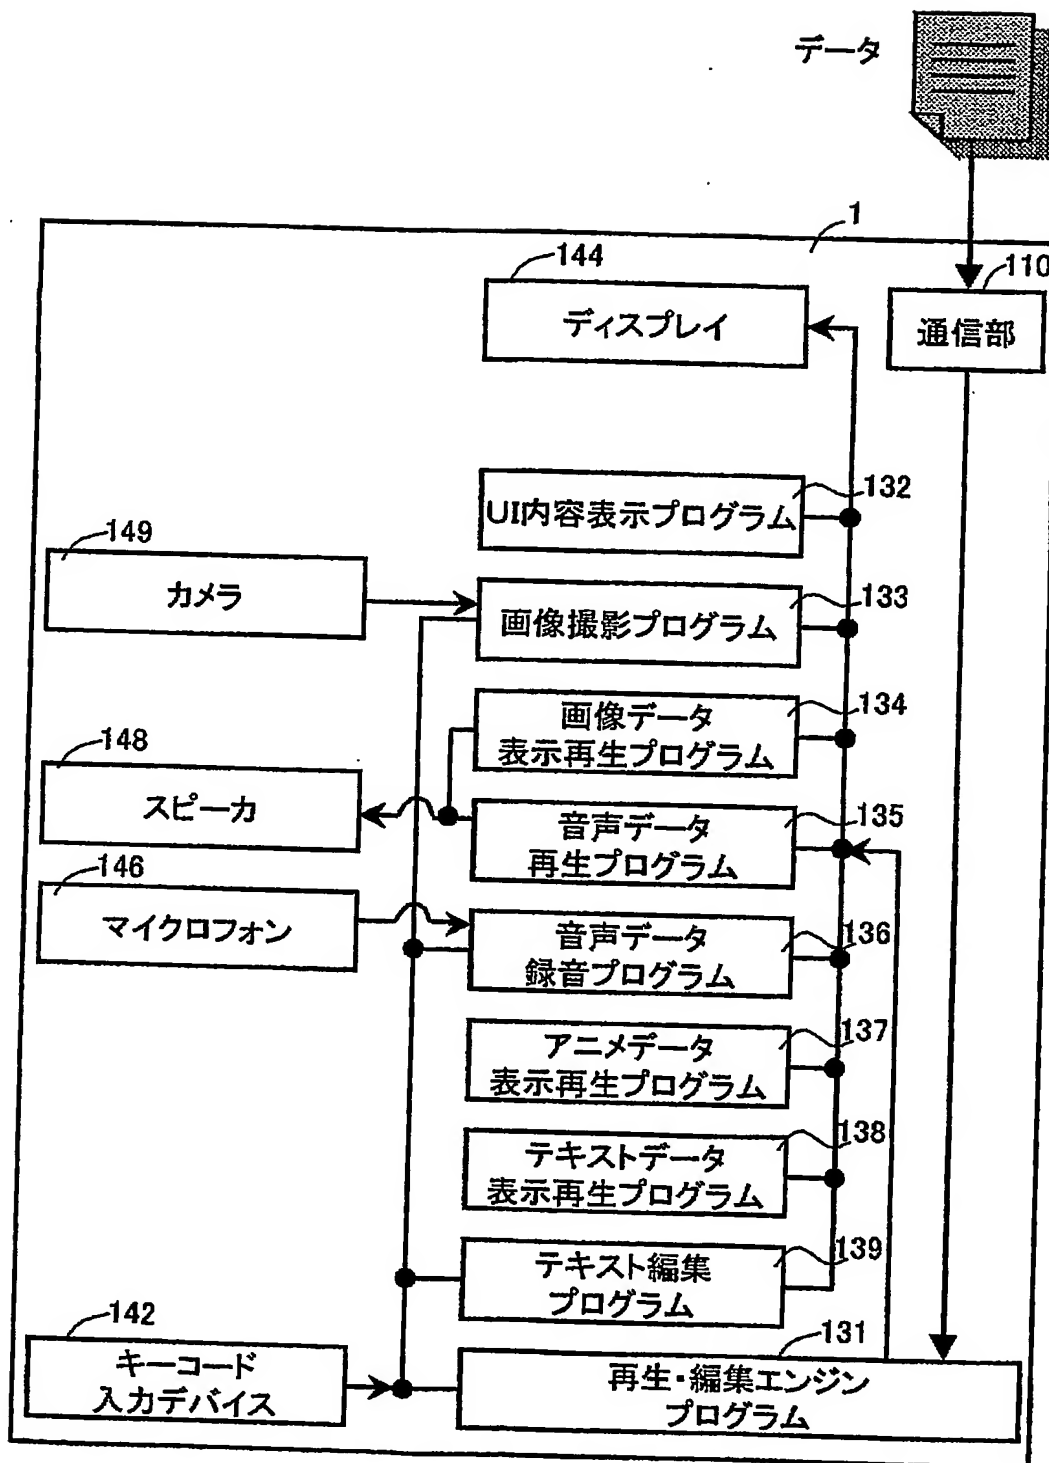 データ
1
144
ディスプレイ
110
通信部
132
UI内容表示プログラム
149
カメラ
133
画像撮影プログラム
134
画像データ
表示再生プログラム
148
スピーカ
135
音声データ
再生プログラム
146
マイクロフォン
136
音声データ
録音プログラム
137
アニメデータ
表示再生プログラム
138
テキストデータ
表示再生プログラム
139
テキスト編集
プログラム
142
キーコード
入力デバイス
131
再生・編集エンジン
プログラム